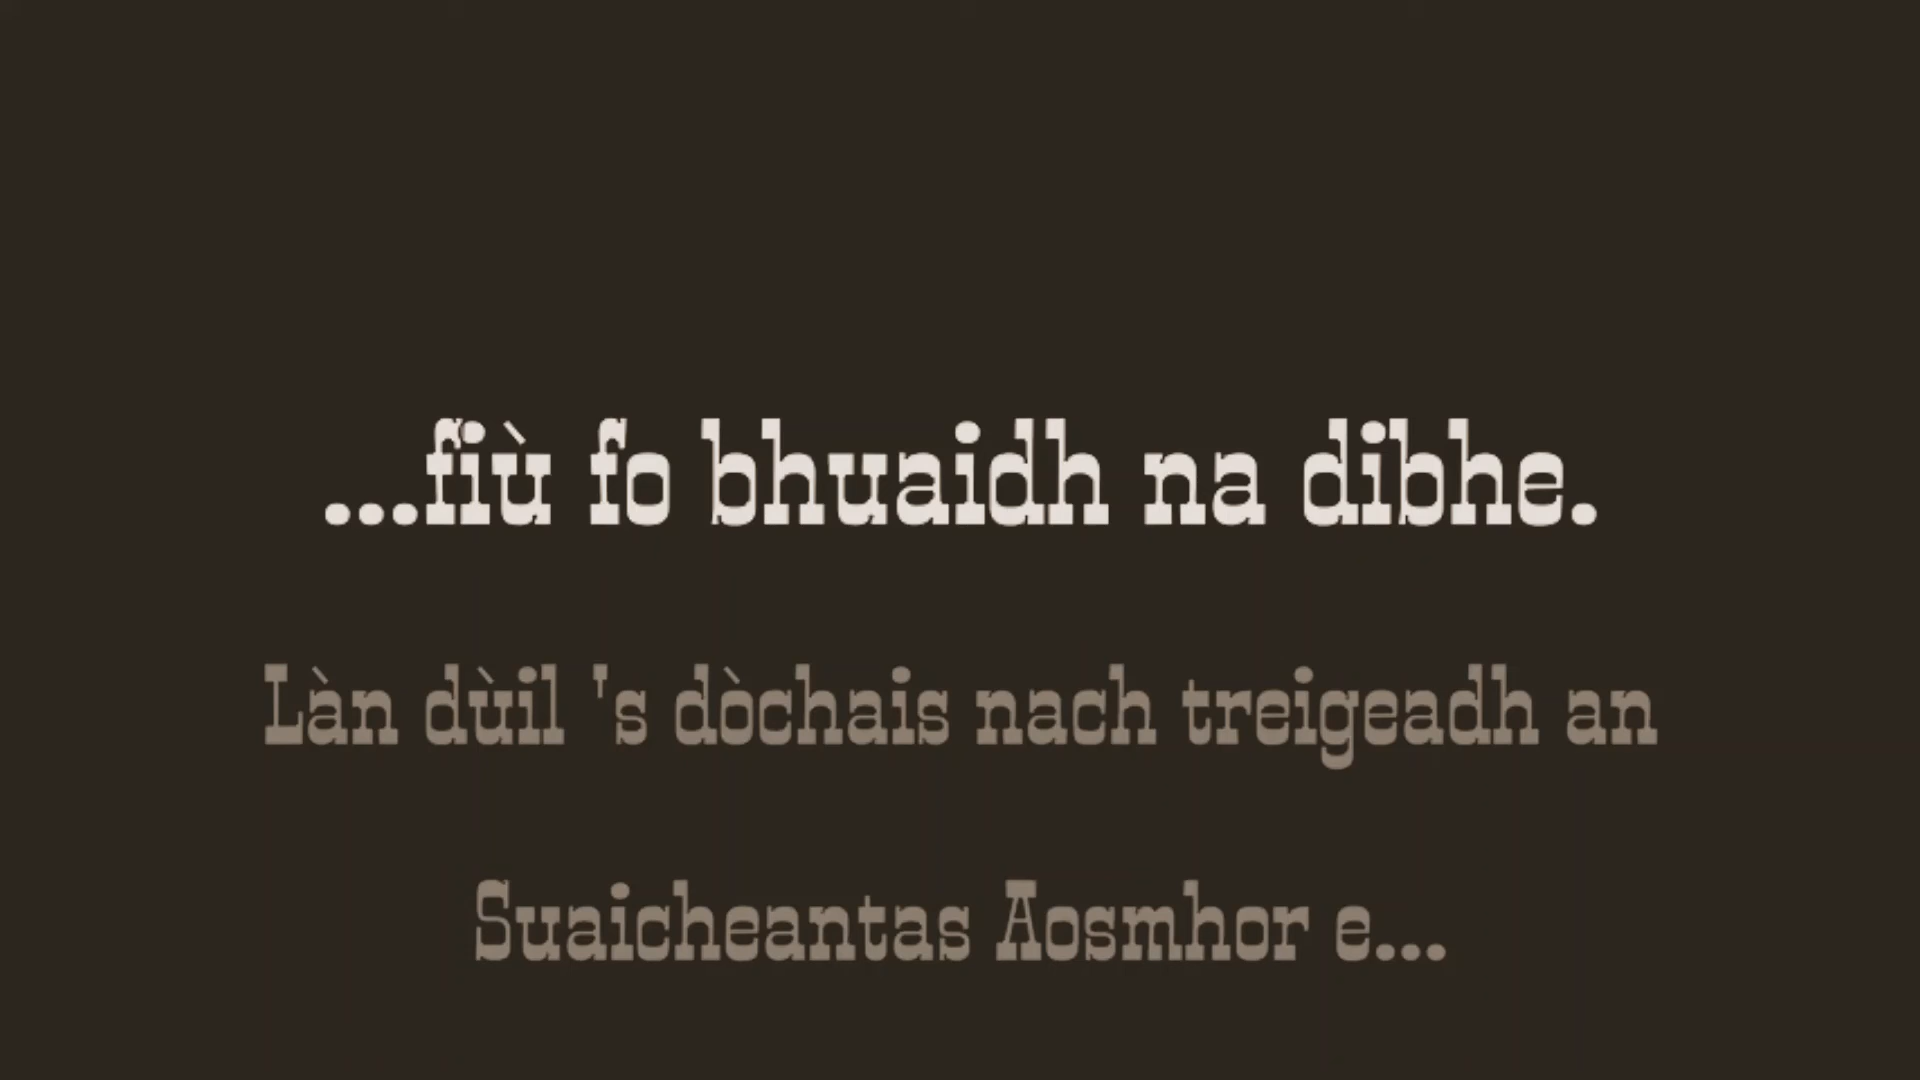 ...fiù fo bhuaidh na dibhe.
Làn dùil 's dòchais nach treigeadh an
Suaicheantas Aosmhor e...